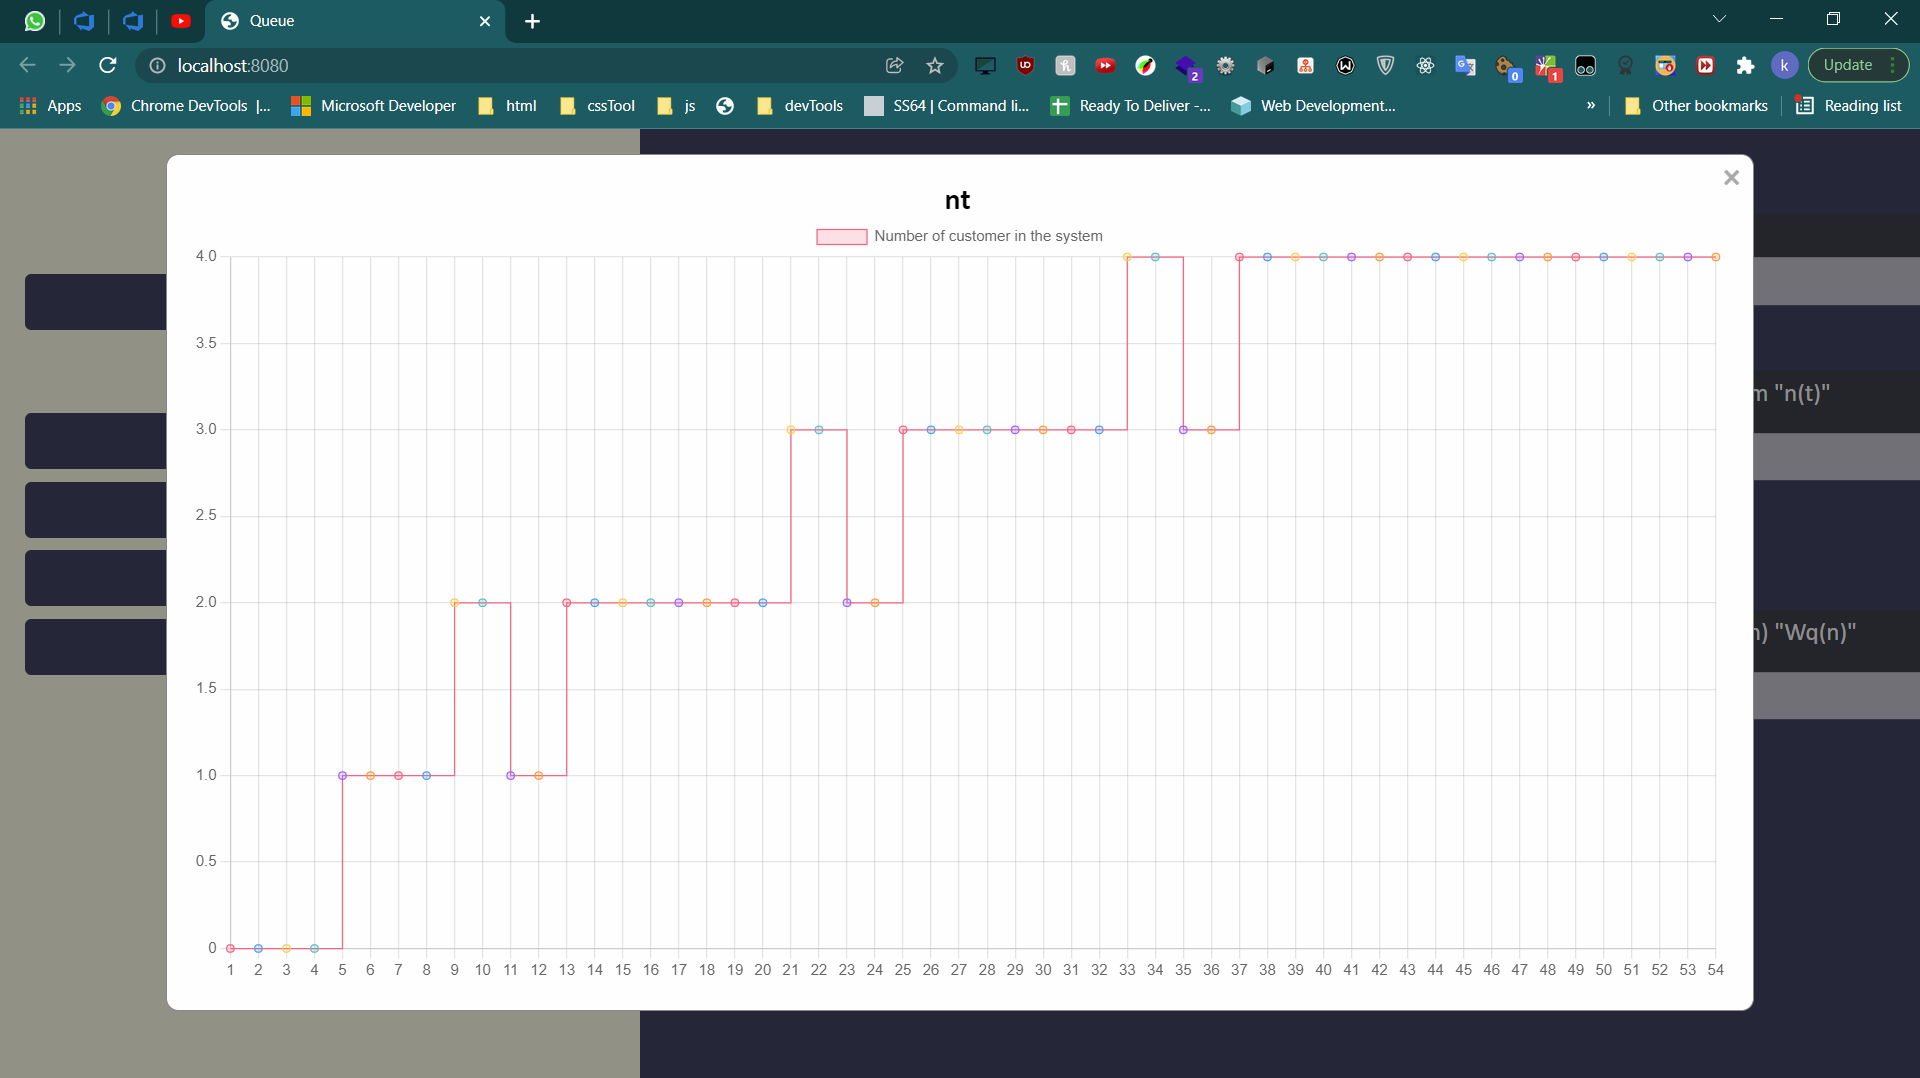 Queue
localhost:8080
2
0
1
k
Update
Apps
Chrome DevTools |...
Microsoft Developer
html
cssTool
js
devTools
SS64 | Command li...
Ready To Deliver -...
Web Development...
»
Other bookmarks
Reading list
nt
Number of customer in the system
4.0
3.5
3.0
2.5
2.0
1.5
1.0
0.5
0
1 2 3 4 5 6 7 8 9 10 11 12 13 14 15 16 17 18 19 20 21 22 23 24 25 26 27 28 29 30 31 32 33 34 35 36 37 38 39 40 41 42 43 44 45 46 47 48 49 50 51 52 53 54
m "n(t)"
) "Wq(n)"